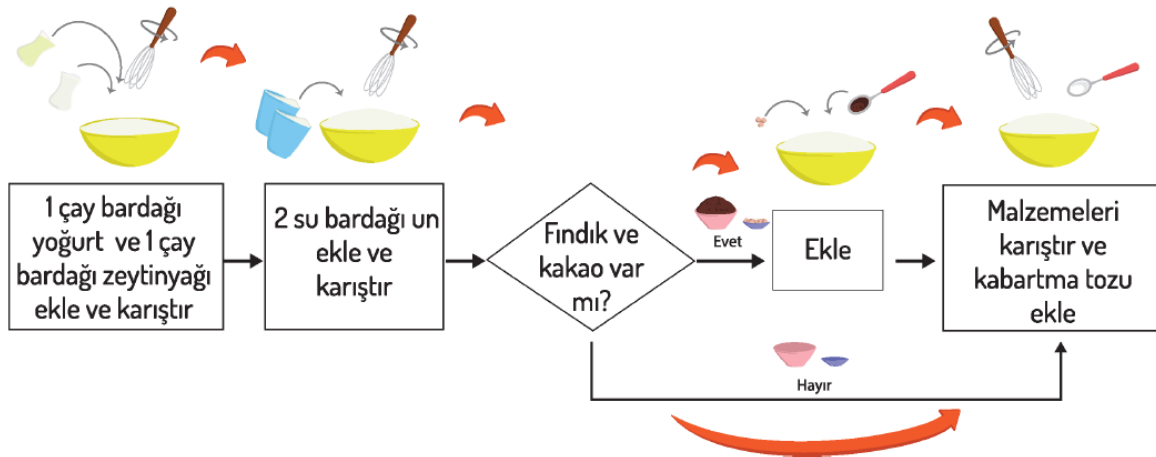 1 çay bardağı
yoğurt ve 1 çay
bardağı zeytinyağı
ekle ve karıştır
2 su bardağı un
ekle ve
karıştır
Fındık ve
kakao var
mı?
Evet
Ekle
Malzemeleri
karıştır ve
kabartma tozu
ekle
Hayır